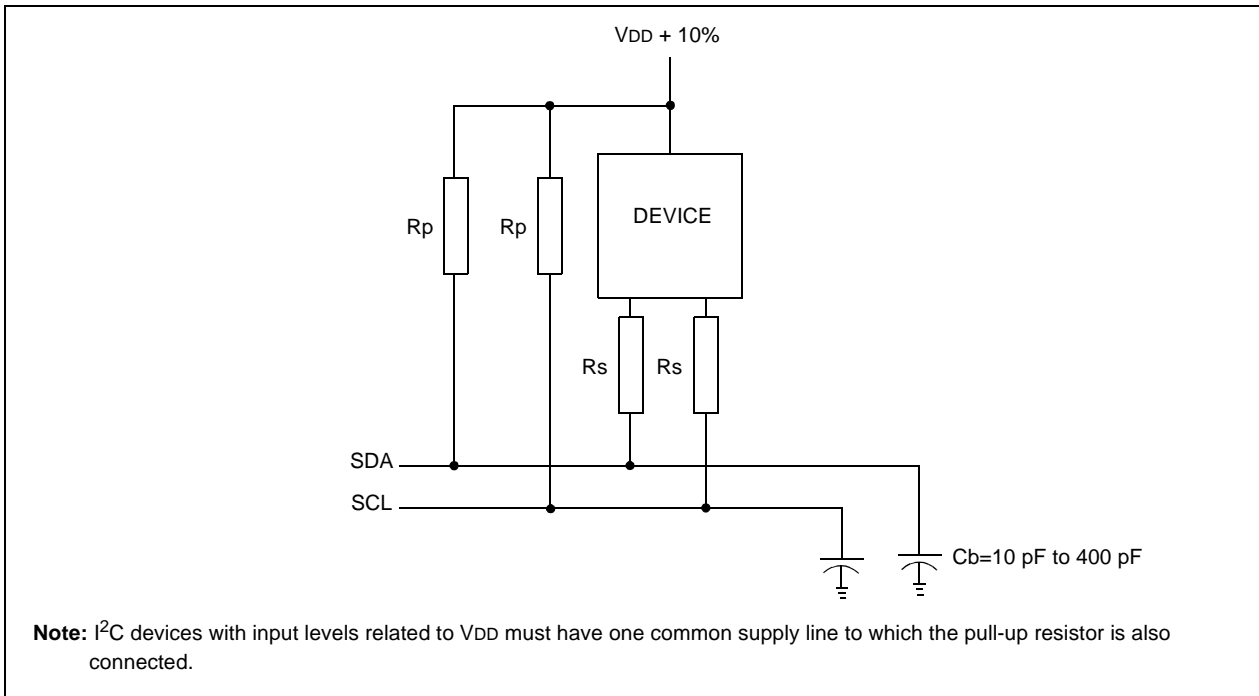 VDD + 10%
DEVICE
Rp
Rp
Rs
Rs
SDA
SCL
Cb=10 pF to 400 pF
Note: I²C devices with input levels related to VDD must have one common supply line to which the pull-up resistor is also
connected.